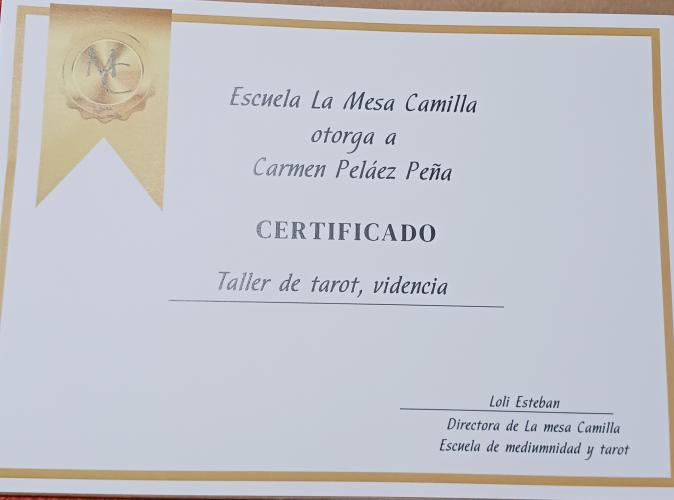 MC
Escuela La Mesa Camilla
otorga a
Carmen Peláez Peña
CERTIFICADO
Taller de tarot, videncia
Loli Esteban
Directora de La mesa Camilla
Escuela de mediumnidad y tarot